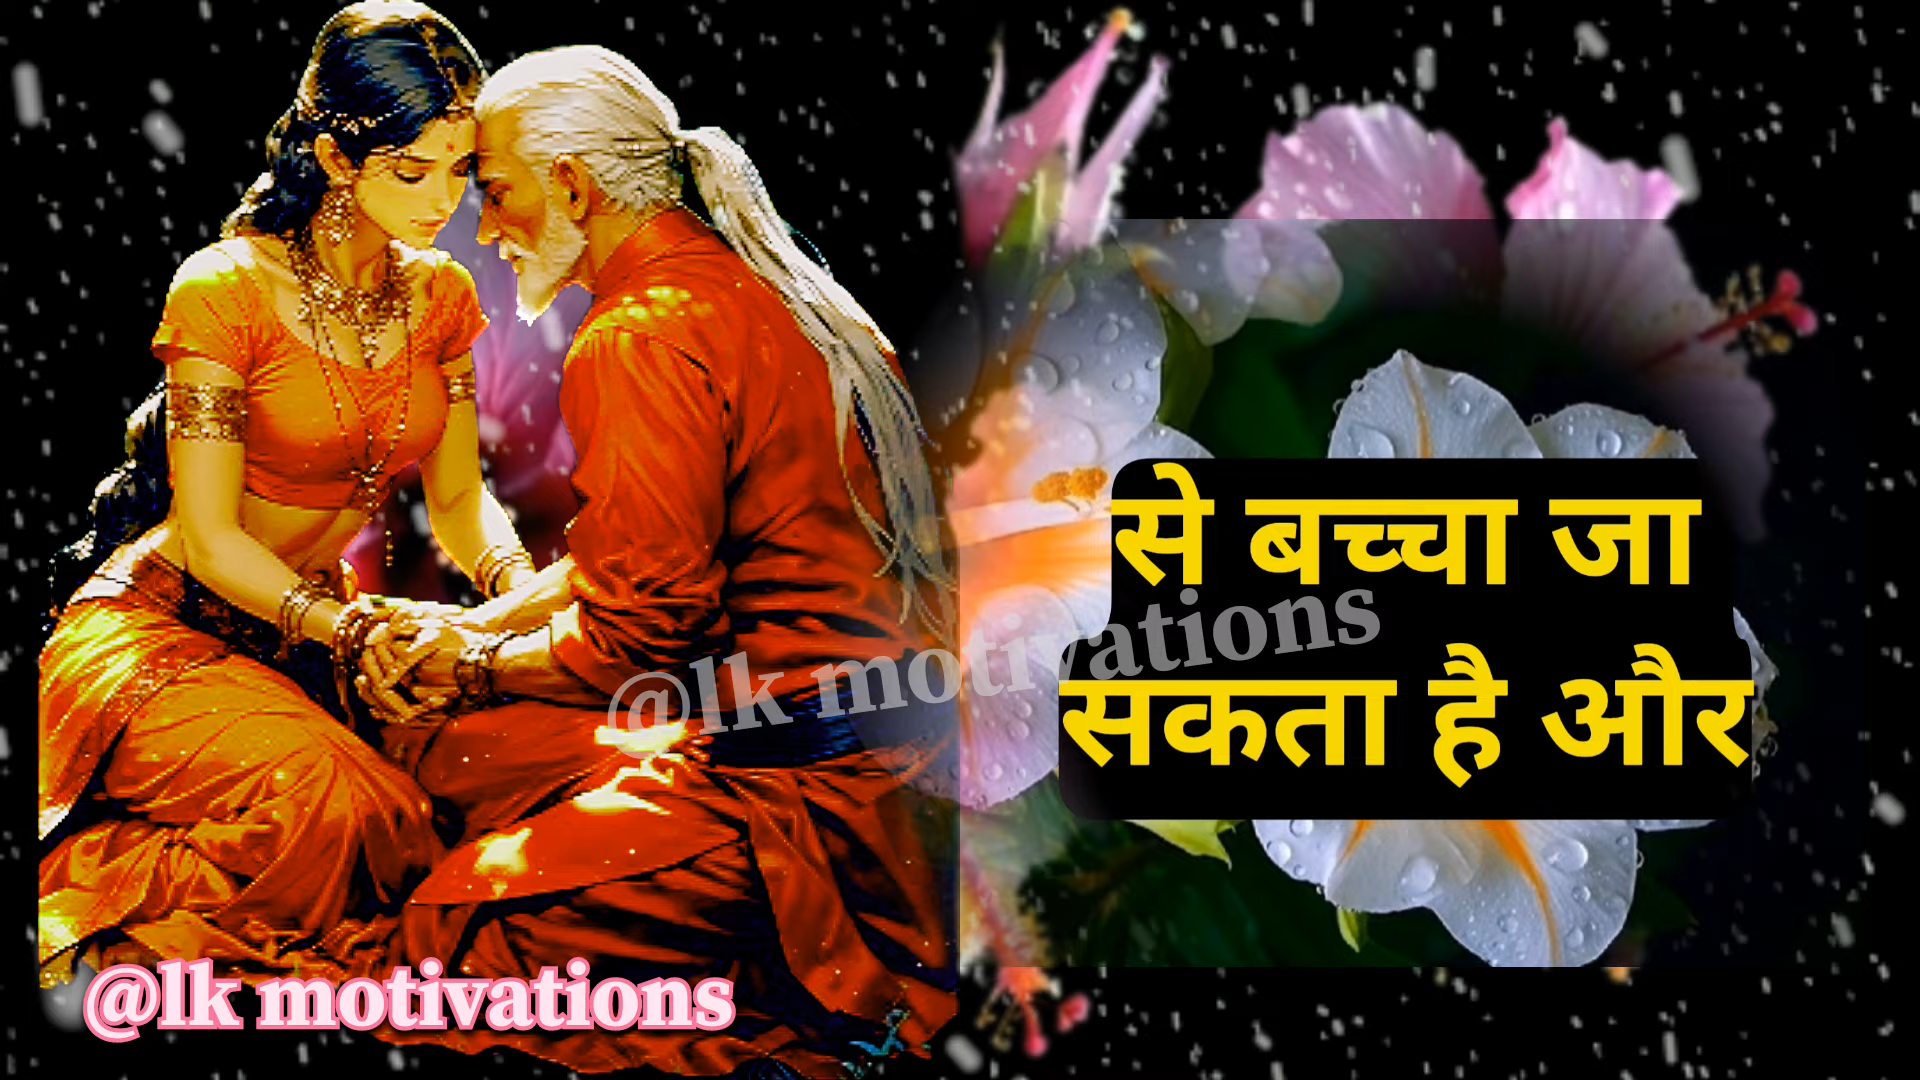 से बच्चा जा
सकता है और
@lk motivations
@lk motivations